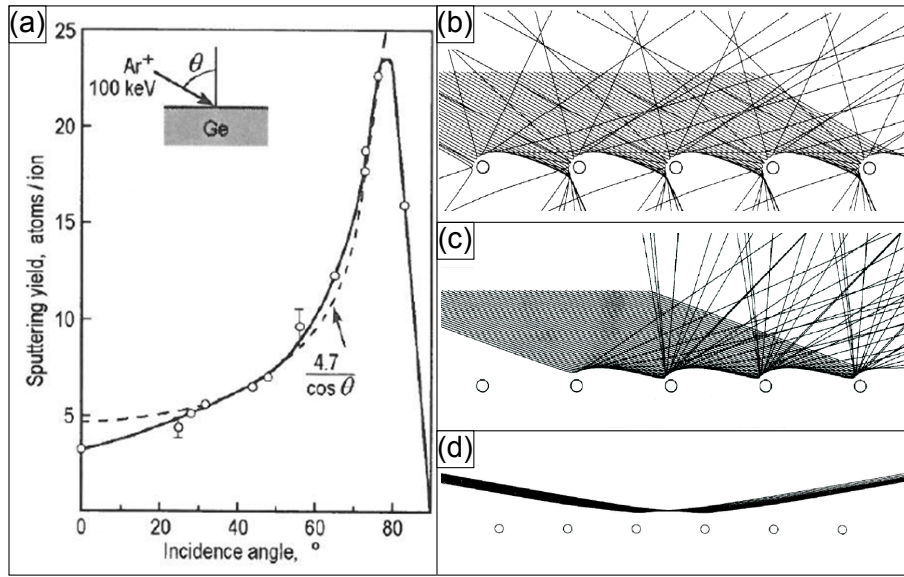 (a)
25
20
15
10
5
0
20
40
60
80
Sputtering yield, atoms / ion
Incidence angle, °
Ar+
100 keV
θ
Ge
4.7
cos θ
(b)
(c)
(d)